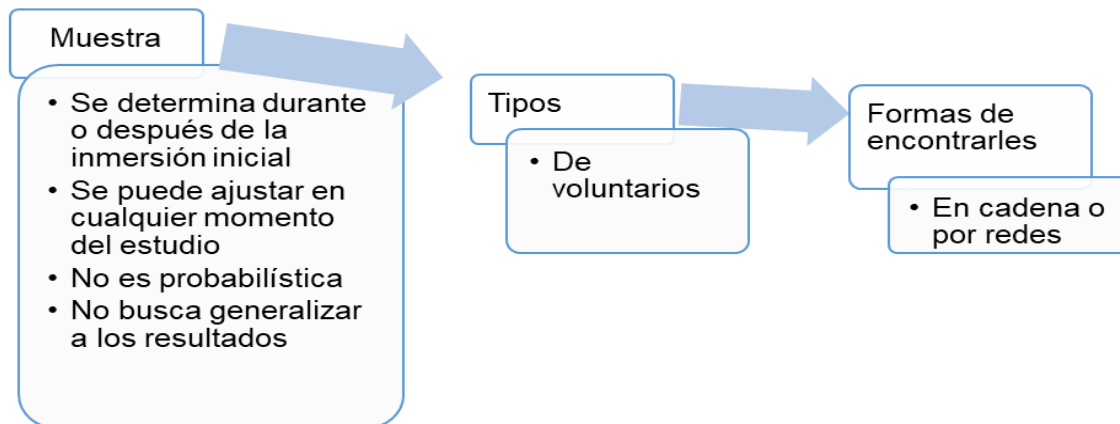 Muestra
• Se determina durante
o después de la
inmersión inicial
• Se puede ajustar en
cualquier momento
del estudio
• No es probabilística
• No busca generalizar
a los resultados
Tipos
• De
voluntarios
Formas de
encontrarles
• En cadena o
por redes